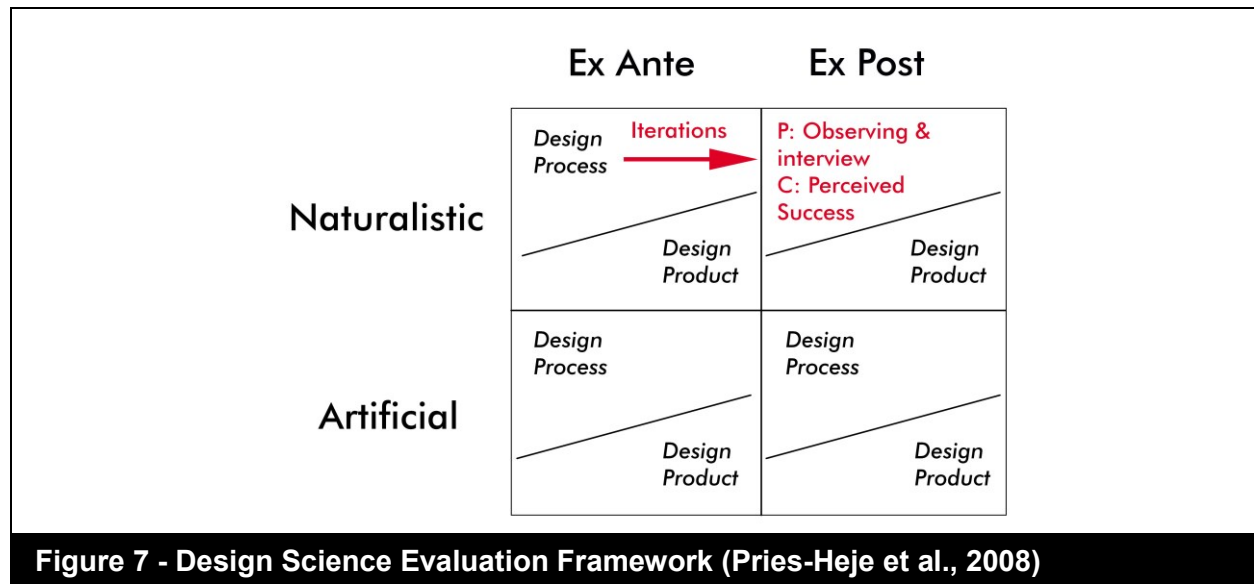 Ex Ante Ex Post
Design
Process
Iterations
P: Observing &
interview
C: Perceived
Success
Naturalistic
Design
Product
Design
Product
Design
Process
Design
Process
Artificial
Design
Product
Design
Product
Figure 7 - Design Science Evaluation Framework (Pries-Heje et al., 2008)